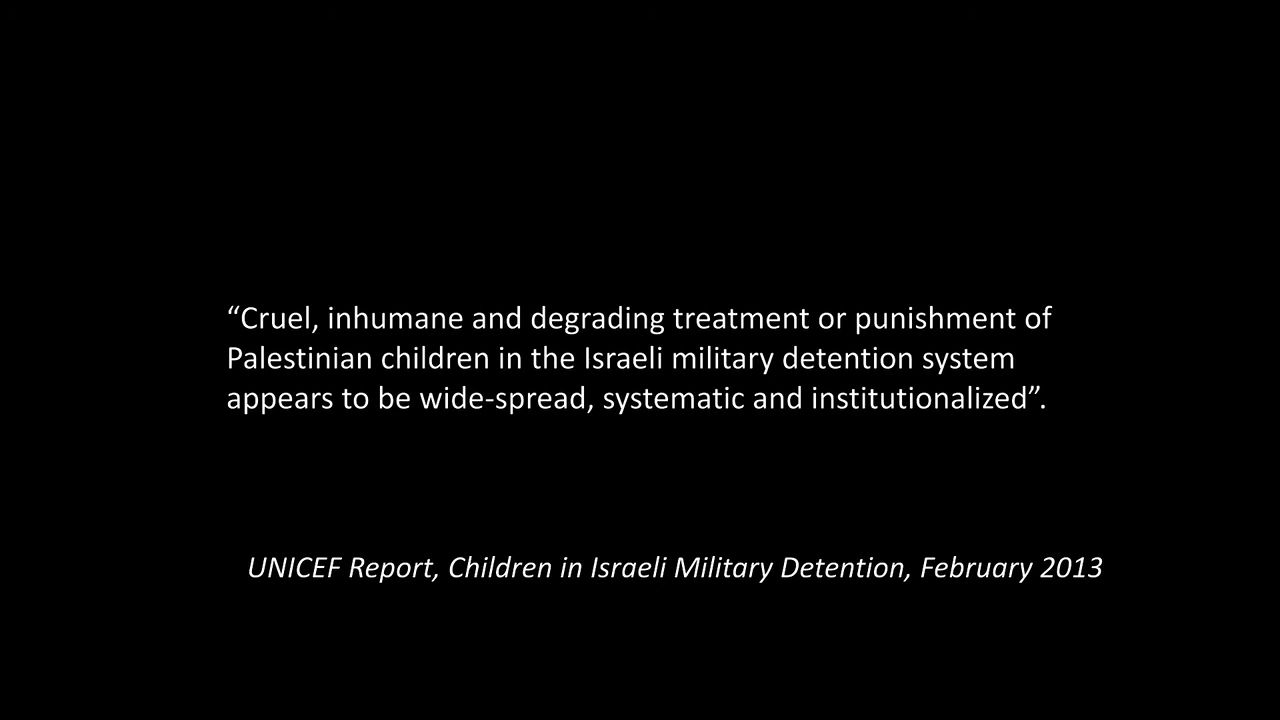 “Cruel, inhumane and degrading treatment or punishment of
Palestinian children in the Israeli military detention system
appears to be wide-spread, systematic and institutionalized”.
UNICEF Report, Children in Israeli Military Detention, February 2013